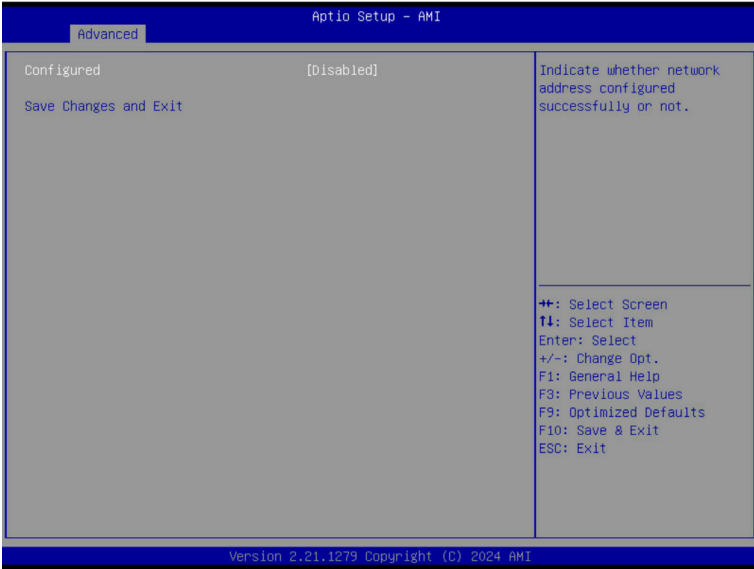 Aptio Setup – AMI
Advanced
Configured [Disabled]
Save Changes and Exit
Indicate whether network
address configured
successfully or not.
→←: Select Screen
↑↓: Select Item
Enter: Select
+/-: Change Opt.
F1: General Help
F3: Previous Values
F9: Optimized Defaults
F10: Save & Exit
ESC: Exit
Version 2.21.1279 Copyright (C) 2024 AMI